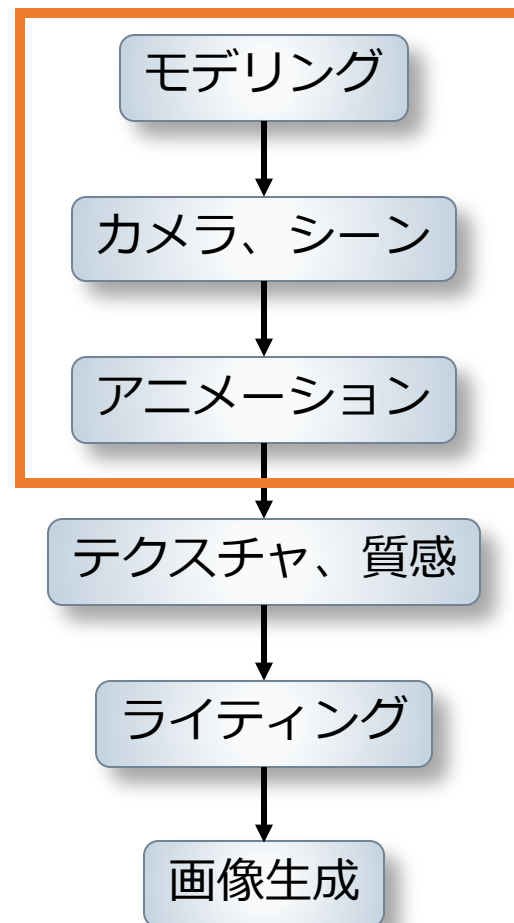 モデリング
カメラ、シーン
アニメーション
テクスチャ、質感
ライティング
画像生成